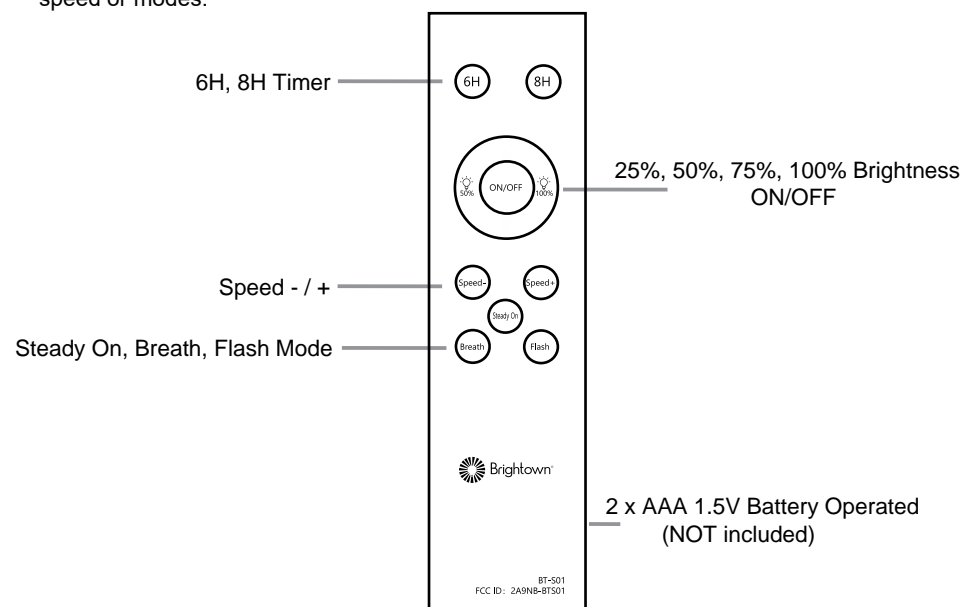 speed or modes.
6H, 8H Timer
6H
8H
25%, 50%, 75%, 100% Brightness
ON/OFF
50%
ON/OFF
100%
Speed - / +
Speed-
Speed+
Steady On
Steady On, Breath, Flash Mode
Breath
Flash
Brightown
2 x AAA 1.5V Battery Operated
(NOT included)
BT-S01
FCC ID: 2A9NB-BTS01